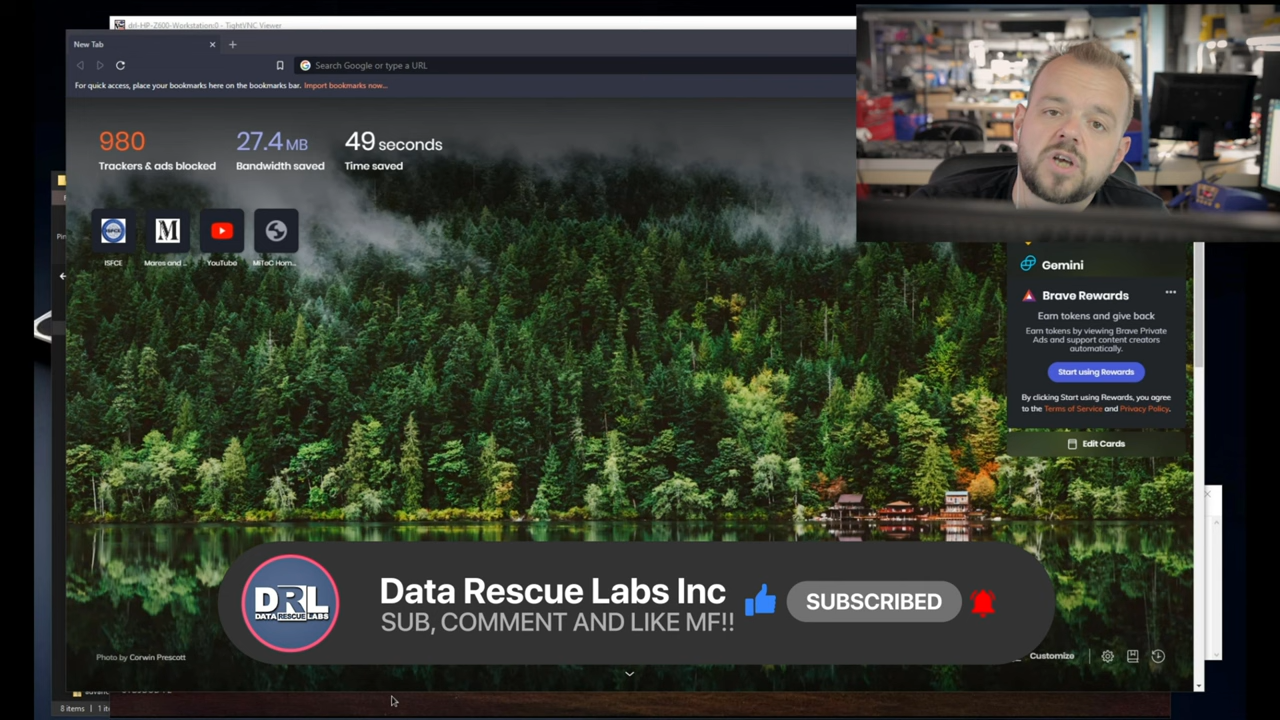 drl-HP-Z600-Workstation:0 - TightVNC Viewer
New Tab
Search Google or type a URL
For quick access, place your bookmarks here on the bookmarks bar. Import bookmarks now...
980
Trackers & ads blocked
27.4 MB
Bandwidth saved
49 seconds
Time saved
ISFCE
M
Mares and ...
YouTube
MiTeC Hom...
Gemini
Brave Rewards
Earn tokens and give back
Earn tokens by viewing Brave Private
Ads and support content creators
automatically.
Start using Rewards
By clicking Start using Rewards, you agree
to the Terms of Service and Privacy Policy.
Edit Cards
DRL
DATA RESCUE LABS
Data Rescue Labs Inc
SUB, COMMENT AND LIKE MF!!
SUBSCRIBED
Photo by Corwin Prescott
Customize
8 items